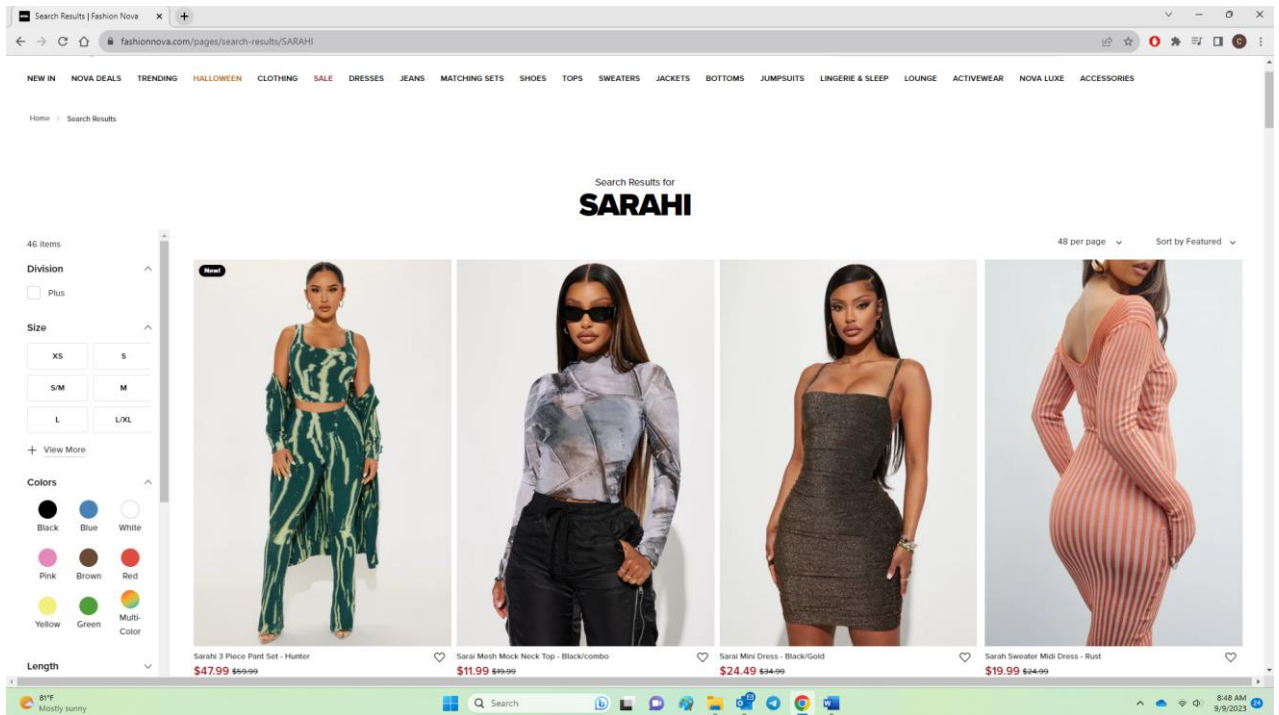 Search Results | Fashion Nova
fashionnova.com/pages/search-results/SARAHI
NEW IN NOVA DEALS TRENDING HALLOWEEN CLOTHING SALE DRESSES JEANS MATCHING SETS SHOES TOPS SWEATERS JACKETS BOTTOMS JUMPSUITS LINGERIE & SLEEP LOUNGE ACTIVEWEAR NOVA LUXE ACCESSORIES
Home Search Results
Search Results for
SARAHI
46 items
48 per page Sort by Featured
Division
Plus
Size
XS S
S/M M
L L/XL
+ View More
Colors
Black Blue White
Pink Brown Red
Yellow Green Multi-
Color
Length
New!
Sarahi 3 Piece Pant Set - Hunter
$47.99 $59.99
Sarai Mesh Mock Neck Top - Black/combo
$11.99 $19.99
Sarai Mini Dress - Black/Gold
$24.49 $34.99
Sarah Sweater Midi Dress - Rust
$19.99 $24.99
81°F
Mostly sunny
Search
8:48 AM
9/9/2023